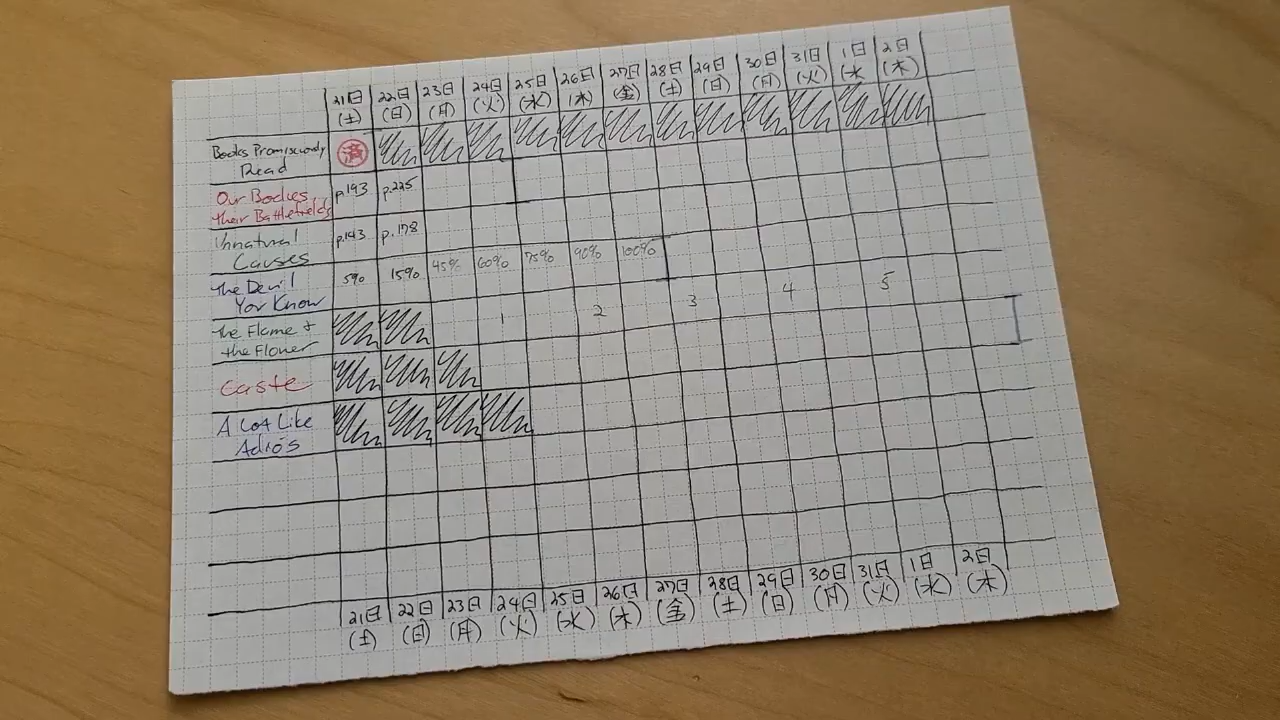 21日 22日 23日 24日 25日 26日 27日 28日 29日 30日 31日 1日 2日
(土) (日) (月) (火) (水) (木) (金) (土) (日) (月) (火) (水) (木)
Books Promiscuously
Read
済
Our Bodies
their Battlefields
p.193 p.225
Unnatural
Causes
p.143 p.178
The Devil
You Know
5% 15% 45% 60% 75% 90% 100%
The Flame +
the Flower
1 2 3 4 5
Caste
A Lot Like
Adiós
21日 22日 23日 24日 25日 26日 27日 28日 29日 30日 31日 1日 2日
(土) (日) (月) (火) (水) (木) (金) (土) (日) (月) (火) (水) (木)